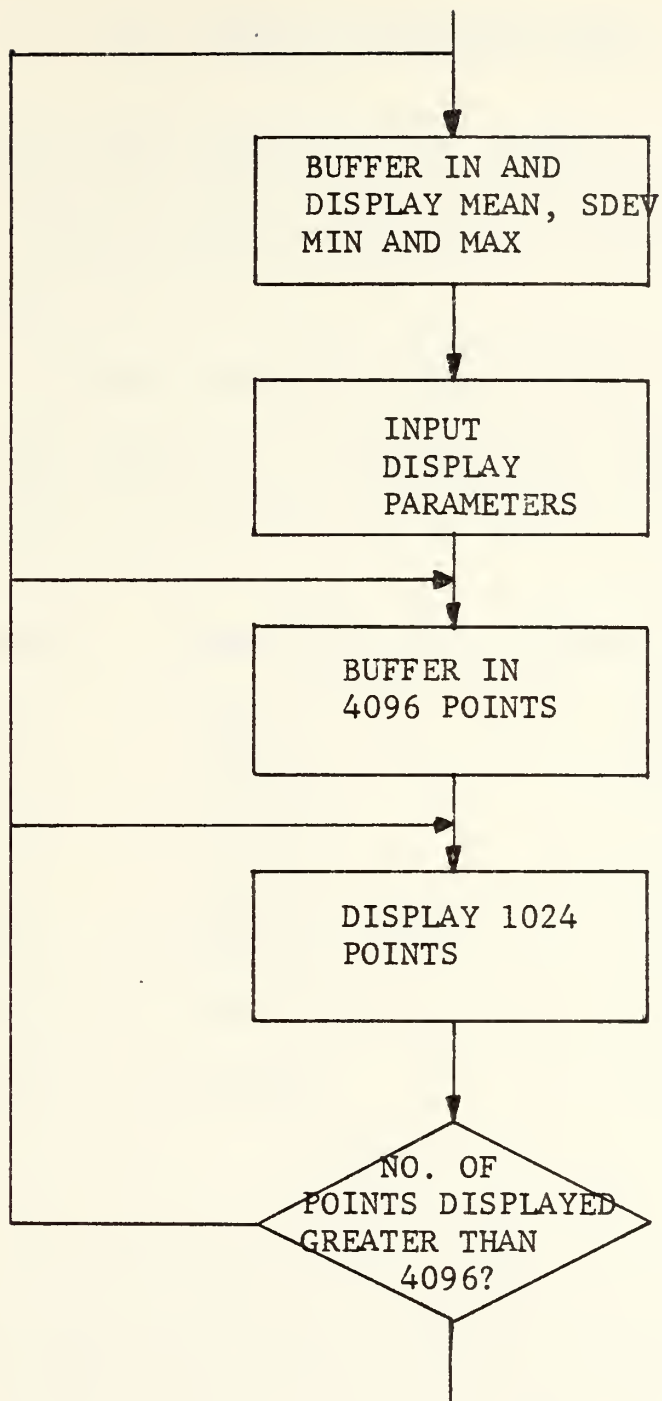 BUFFER IN AND
DISPLAY MEAN, SDEV
MIN AND MAX
INPUT
DISPLAY
PARAMETERS
BUFFER IN
4096 POINTS
DISPLAY 1024
POINTS
NO. OF
POINTS DISPLAYED
GREATER THAN
4096?